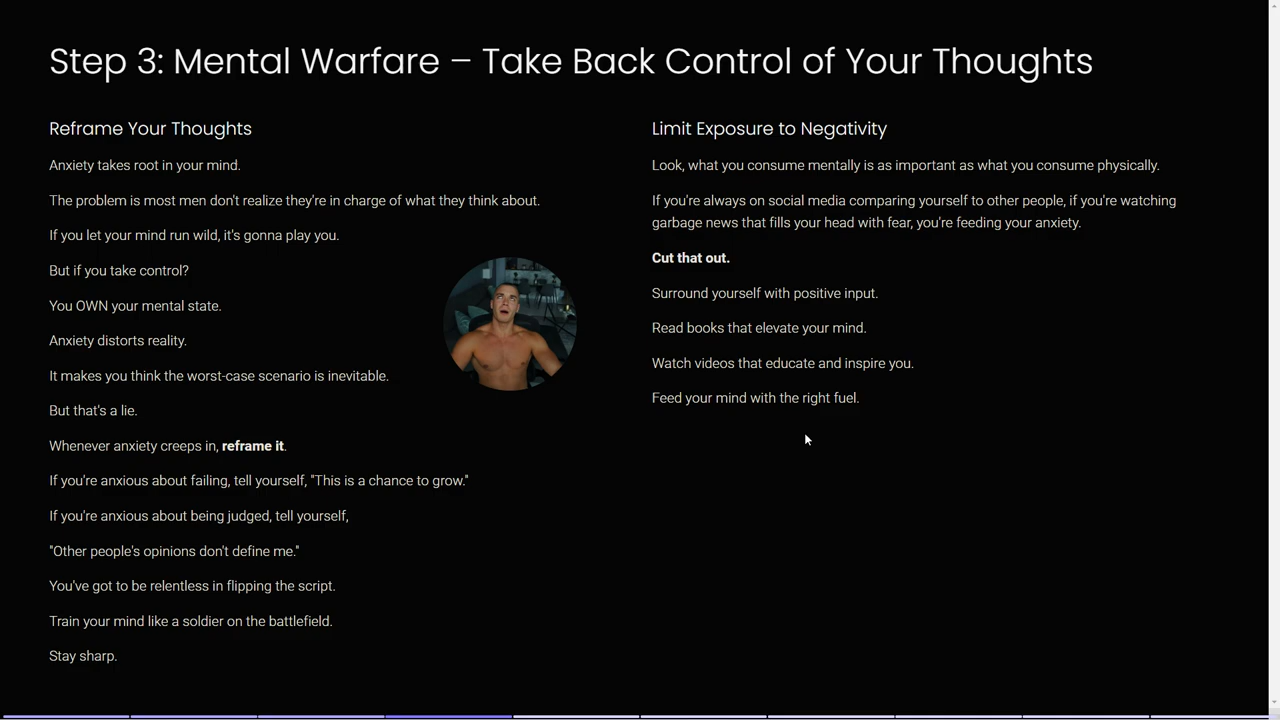 Step 3: Mental Warfare – Take Back Control of Your Thoughts
Reframe Your Thoughts
Anxiety takes root in your mind.
The problem is most men don't realize they're in charge of what they think about.
If you let your mind run wild, it's gonna play you.
But if you take control?
You OWN your mental state.
Anxiety distorts reality.
It makes you think the worst-case scenario is inevitable.
But that's a lie.
Whenever anxiety creeps in, reframe it.
If you're anxious about failing, tell yourself, "This is a chance to grow."
If you're anxious about being judged, tell yourself,
"Other people's opinions don't define me."
You've got to be relentless in flipping the script.
Train your mind like a soldier on the battlefield.
Stay sharp.
Limit Exposure to Negativity
Look, what you consume mentally is as important as what you consume physically.
If you're always on social media comparing yourself to other people, if you're watching
garbage news that fills your head with fear, you're feeding your anxiety.
Cut that out.
Surround yourself with positive input.
Read books that elevate your mind.
Watch videos that educate and inspire you.
Feed your mind with the right fuel.